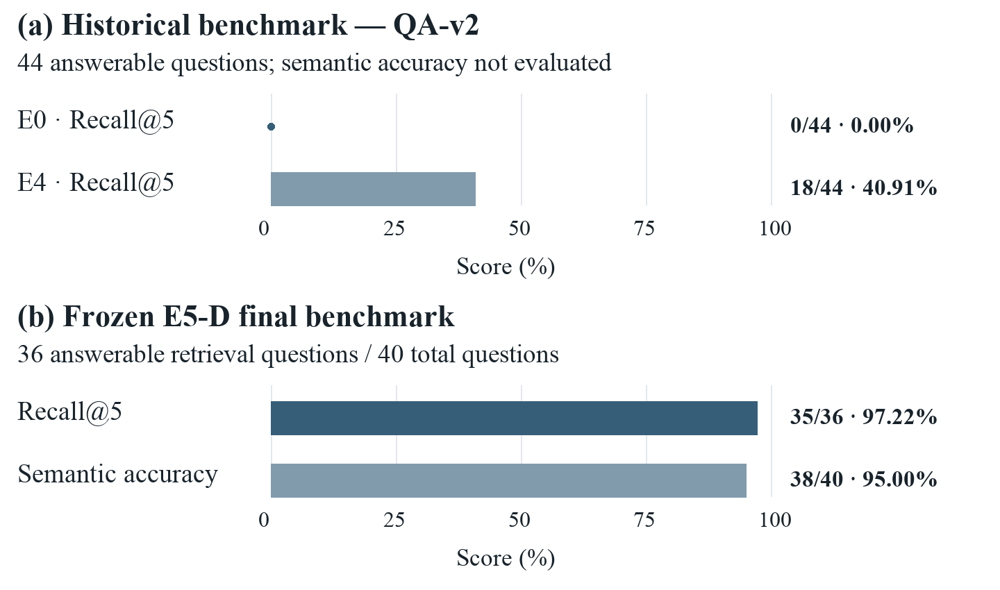 (a) Historical benchmark — QA-v2
44 answerable questions; semantic accuracy not evaluated
E0 · Recall@5
0/44 · 0.00%
E4 · Recall@5
18/44 · 40.91%
0 25 50 75 100
Score (%)
(b) Frozen E5-D final benchmark
36 answerable retrieval questions / 40 total questions
Recall@5
35/36 · 97.22%
Semantic accuracy
38/40 · 95.00%
0 25 50 75 100
Score (%)